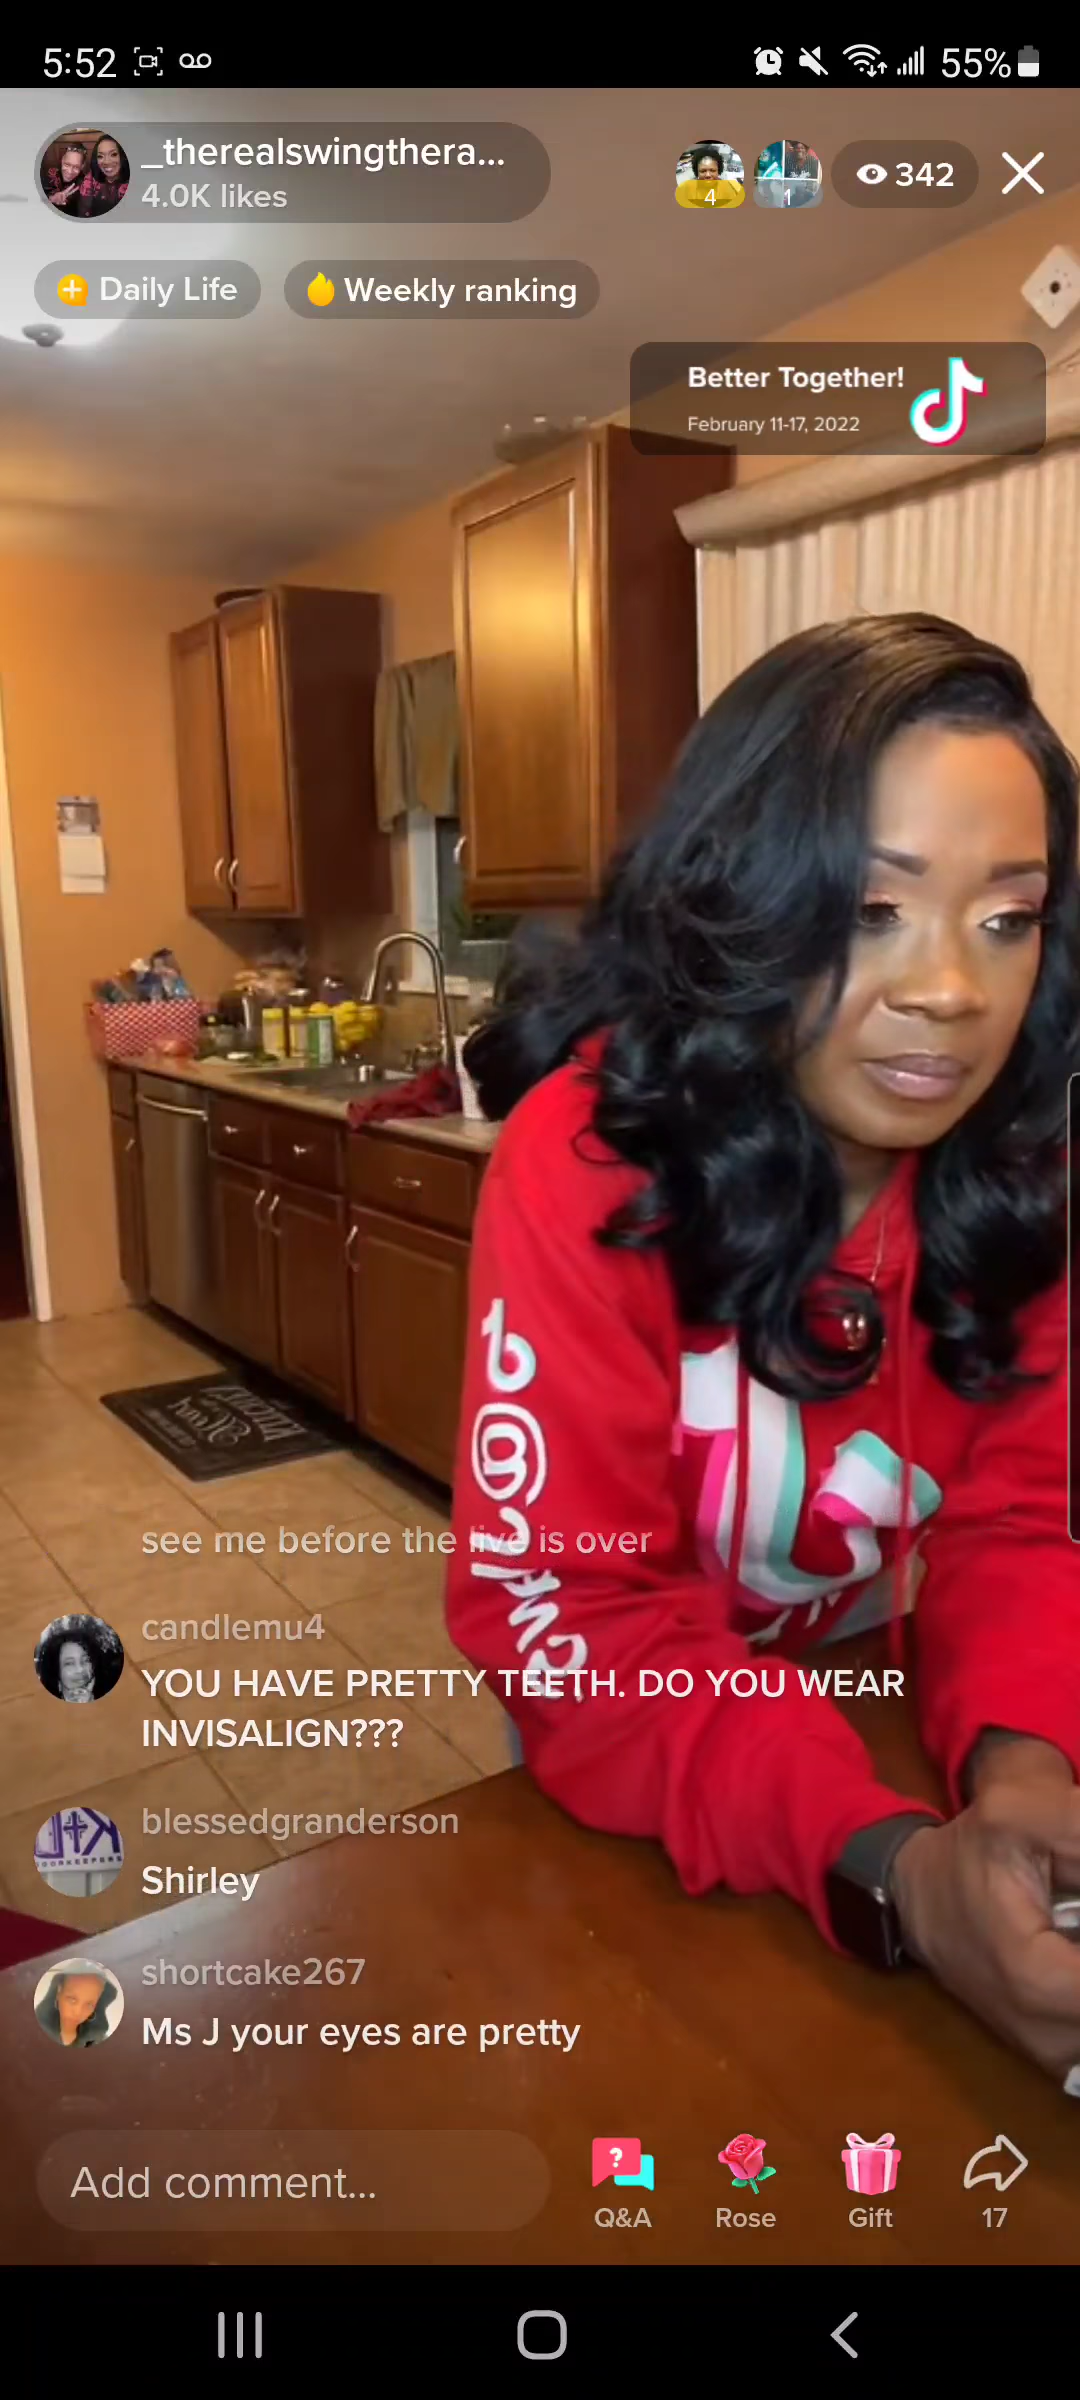 5:52
55%
_therealswingthera...
4.0K likes
4
1
342
Daily Life
Weekly ranking
Better Together!
February 11-17, 2022
see me before the live is over
candlemu4
YOU HAVE PRETTY TEETH. DO YOU WEAR
INVISALIGN???
blessedgranderson
Shirley
shortcake267
Ms J your eyes are pretty
Add comment...
?
Q&A
Rose
Gift
17